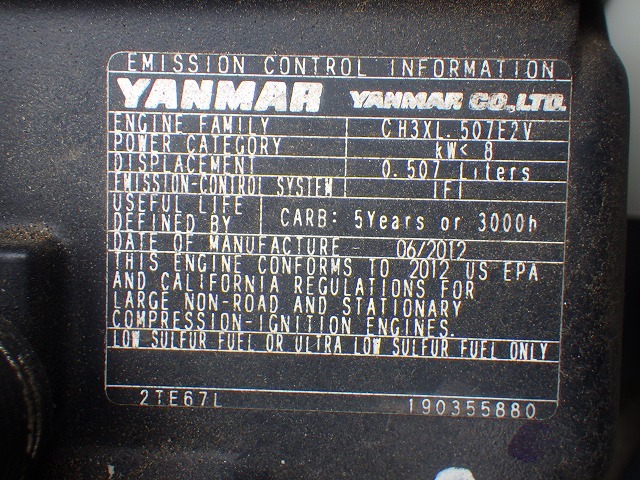 EMISSION CONTROL INFORMATION
YANMAR YANMAR CO.,LTD.
ENGINE FAMILY CH3XL.507E2V
POWER CATEGORY kW< 8
DISPLACEMENT 0.507 liters
EMISSION-CONTROL SYSTEM IFI
USEFUL LIFE
DEFINED BY CARB: 5Years or 3000h
DATE OF MANUFACTURE 06/2012
THIS ENGINE CONFORMS TO 2012 US EPA
AND CALIFORNIA REGULATIONS FOR
LARGE NON-ROAD AND STATIONARY
COMPRESSION-IGNITION ENGINES.
LOW SULFUR FUEL OR ULTRA LOW SULFUR FUEL ONLY
2TE67L 190355880